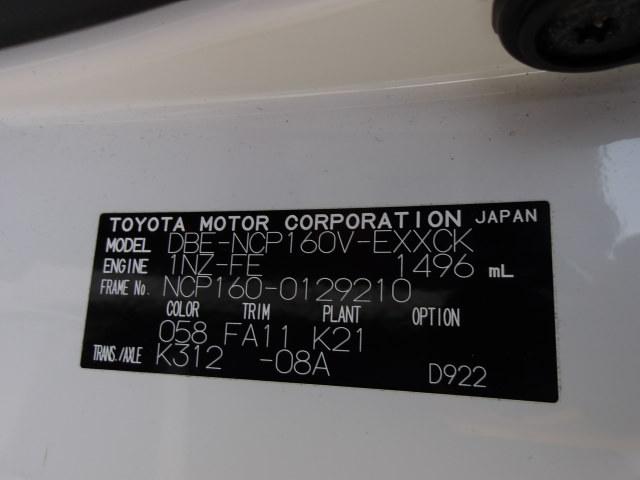 TOYOTA MOTOR CORPORATION JAPAN
MODEL DBE-NCP160V-EXXCK
ENGINE 1NZ-FE 1496 mL
FRAME No. NCP160-0129210
COLOR TRIM PLANT OPTION
058 FA11 K21
TRANS./AXLE K312 -08A D922